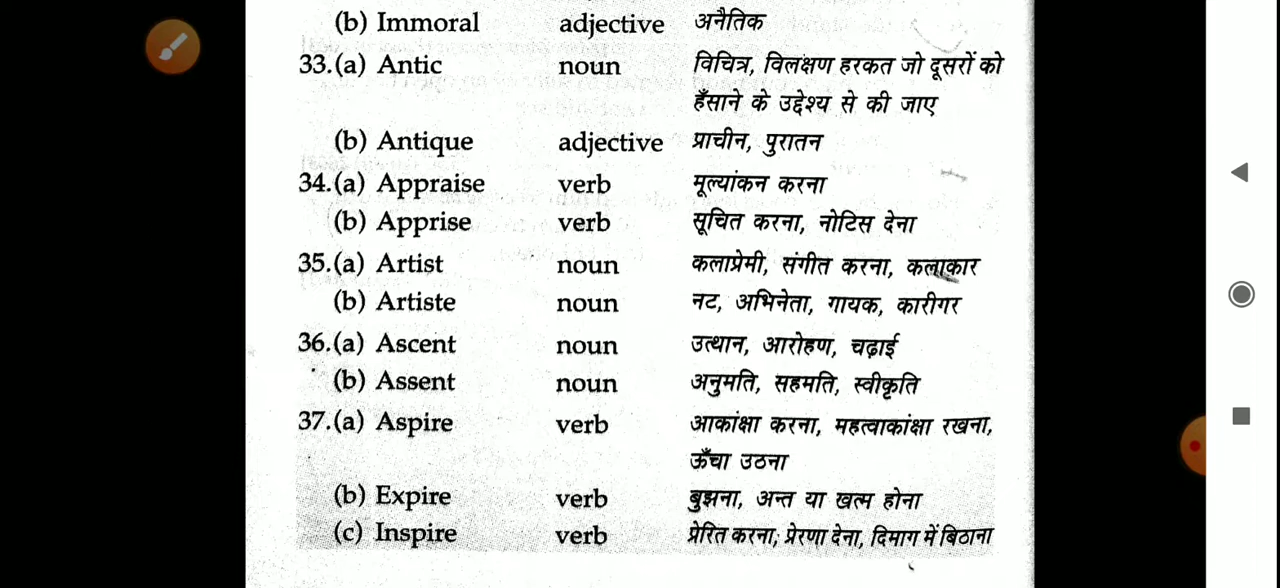 (b) Immoral adjective अनैतिक
33.(a) Antic noun विचित्र, विलक्षण हरकत जो दूसरों को
हँसाने के उद्देश्य से की जाए
(b) Antique adjective प्राचीन, पुरातन
34.(a) Appraise verb मूल्यांकन करना
(b) Apprise verb सूचित करना, नोटिस देना
35.(a) Artist noun कलाप्रेमी, संगीत करना, कलाकार
(b) Artiste noun नट, अभिनेता, गायक, कारीगर
36.(a) Ascent noun उत्थान, आरोहण, चढ़ाई
(b) Assent noun अनुमति, सहमति, स्वीकृति
37.(a) Aspire verb आकांक्षा करना, महत्वाकांक्षा रखना,
ऊँचा उठना
(b) Expire verb बुझना, अन्त या खत्म होना
(c) Inspire verb प्रेरित करना, प्रेरणा देना, दिमाग में बिठाना